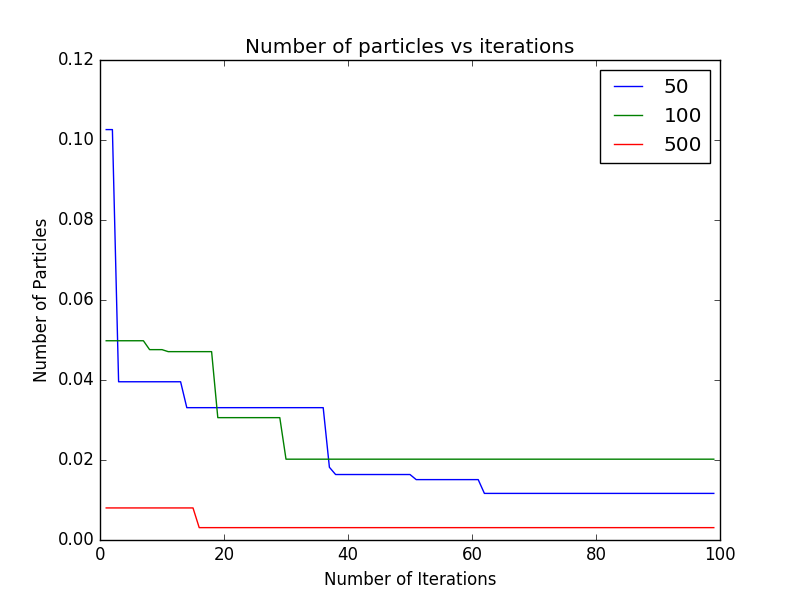 Number of particles vs iterations
0.12
0.10
0.08
0.06
0.04
0.02
0.00
Number of Particles
50
100
500
0 20 40 60 80 100
Number of Iterations